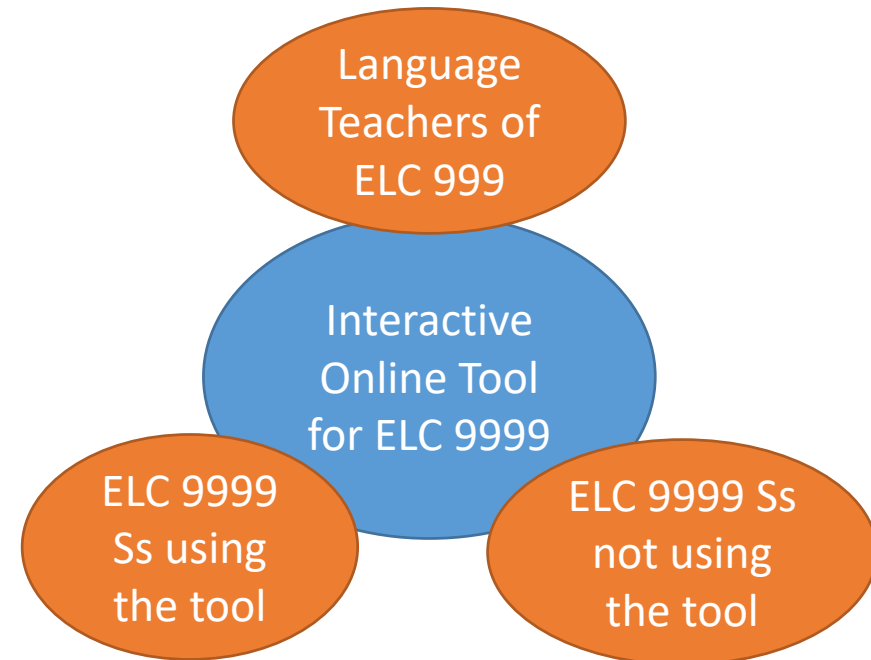 Language
Teachers of
ELC 999
Interactive
Online Tool
for ELC 9999
ELC 9999
Ss using
the tool
ELC 9999 Ss
not using
the tool